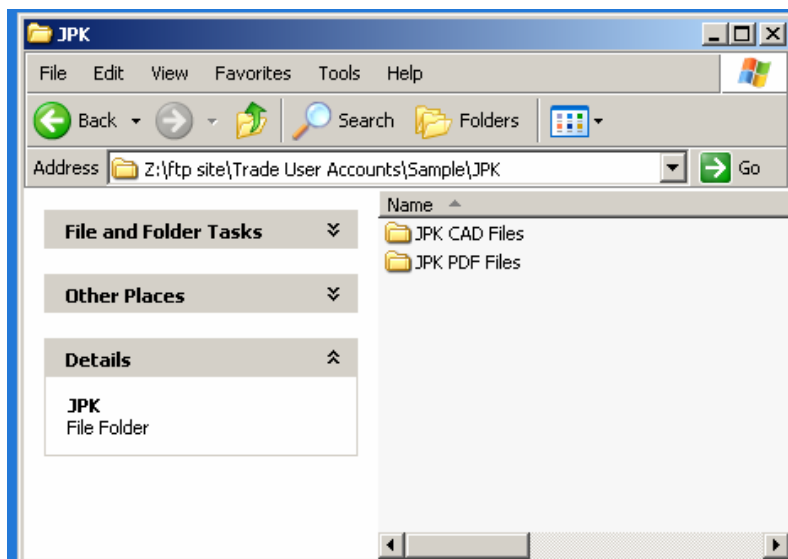 JPK
File Edit View Favorites Tools Help
Back Search Folders
Address Z:\ftp site\Trade User Accounts\Sample\JPK Go
File and Folder Tasks
Other Places
Details
JPK
File Folder
Name
JPK CAD Files
JPK PDF Files